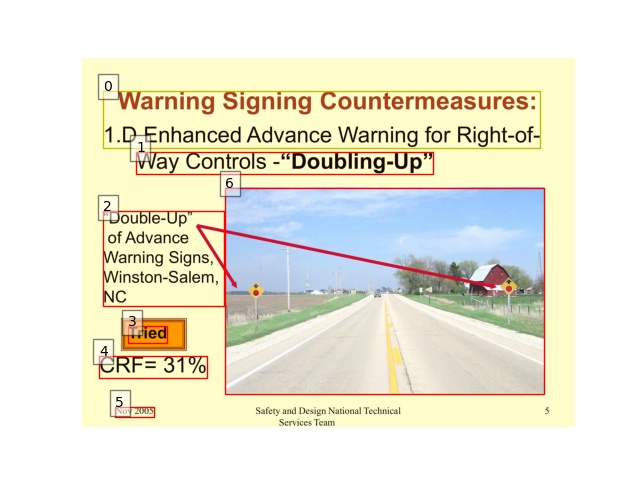 0
Warning Signing Countermeasures:
1.D Enhanced Advance Warning for Right-of-
1
Way Controls -“Doubling-Up”
6
2
“Double-Up”
of Advance
Warning Signs,
Winston-Salem,
NC
3
Tried
4
CRF= 31%
5
Nov 2005
Safety and Design National Technical
Services Team
5